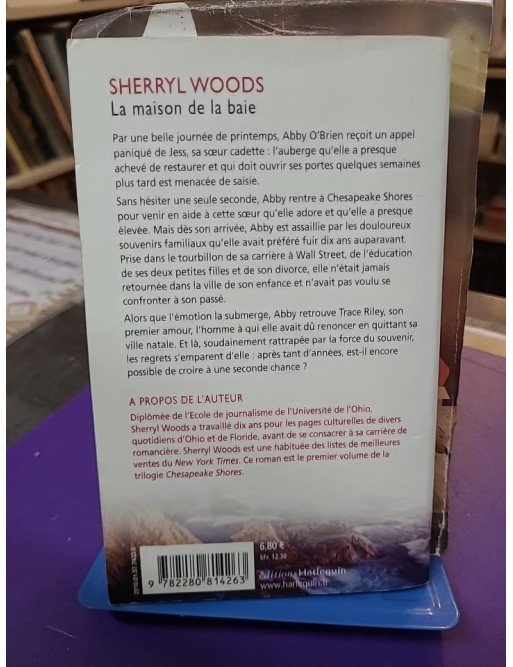 SHERRYL WOODS
La maison de la baie
Par une belle journée de printemps, Abby O'Brien reçoit un appel
paniqué de Jess, sa sœur cadette : l'auberge qu'elle a presque
achevé de restaurer et qui doit ouvrir ses portes quelques semaines
plus tard est menacée de saisie.
Sans hésiter une seule seconde, Abby rentre à Chesapeake Shores
pour venir en aide à cette sœur qu'elle adore et qu'elle a presque
élevée. Mais dès son arrivée, Abby est assaillie par les douloureux
souvenirs familiaux qu'elle avait préféré fuir dix ans auparavant.
Prise dans le tourbillon de sa carrière à Wall Street, de l'éducation
de ses deux petites filles et de son divorce, elle n'était jamais
retournée dans la ville de son enfance et n'avait pas voulu se
confronter à son passé.
Alors que l'émotion la submerge, Abby retrouve Trace Riley, son
premier amour, l'homme à qui elle avait dû renoncer en quittant sa
ville natale. Et là, soudainement rattrapée par la force du souvenir,
les regrets s'emparent d'elle : après tant d'années, est-il encore
possible de croire à une seconde chance ?
A PROPOS DE L'AUTEUR
Diplômée de l'Ecole de journalisme de l'Université de l'Ohio,
Sherryl Woods a travaillé dix ans pour les pages culturelles de divers
quotidiens d'Ohio et de Floride, avant de se consacrer à sa carrière de
romancière. Sherryl Woods est une habituée des listes de meilleures
ventes du New York Times. Ce roman est le premier volume de la
trilogie Chesapeake Shores.
6,80 €
SFr. 12.30
9 782280 814263
éditions Harlequin
www.harlequin.fr